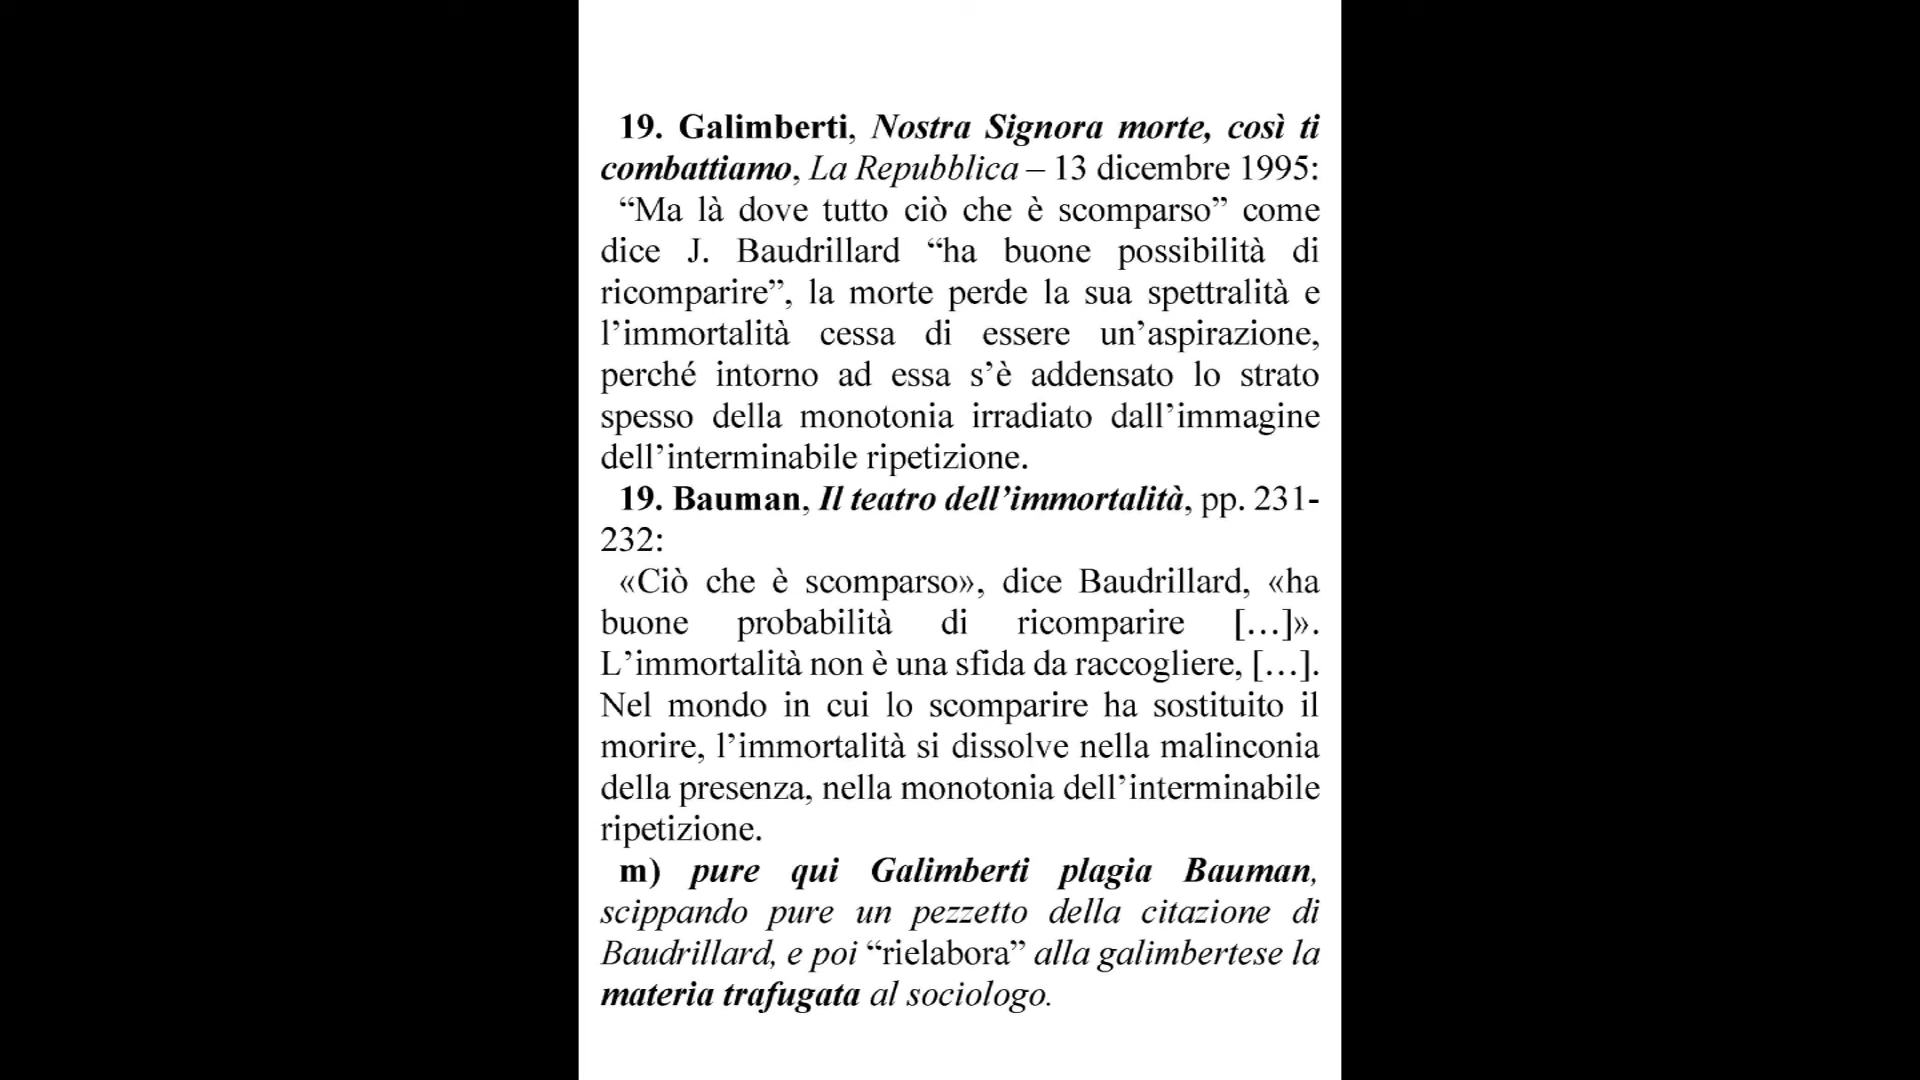 19. Galimberti, Nostra Signora morte, così ti
combattiamo, La Repubblica – 13 dicembre 1995:
“Ma là dove tutto ciò che è scomparso” come
dice J. Baudrillard “ha buone possibilità di
ricomparire”, la morte perde la sua spettralità e
l’immortalità cessa di essere un’aspirazione,
perché intorno ad essa s’è addensato lo strato
spesso della monotonia irradiato dall’immagine
dell’interminabile ripetizione.
19. Bauman, Il teatro dell’immortalità, pp. 231-
232:
«Ciò che è scomparso», dice Baudrillard, «ha
buone probabilità di ricomparire […]».
L’immortalità non è una sfida da raccogliere, […].
Nel mondo in cui lo scomparire ha sostituito il
morire, l’immortalità si dissolve nella malinconia
della presenza, nella monotonia dell’interminabile
ripetizione.
m) pure qui Galimberti plagia Bauman,
scippando pure un pezzetto della citazione di
Baudrillard, e poi “rielabora” alla galimbertese la
materia trafugata al sociologo.